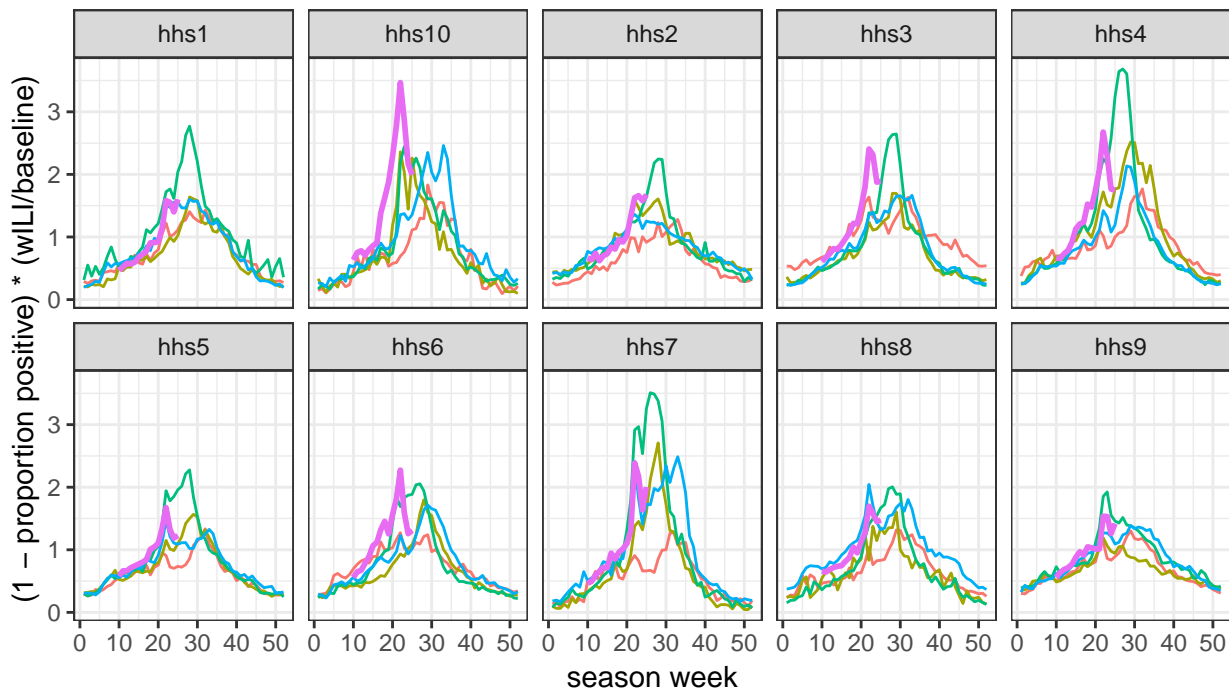 hhs1 hhs10 hhs2 hhs3 hhs4
3
2
1
0
hhs5 hhs6 hhs7 hhs8 hhs9
3
2
1
0
0 10 20 30 40 50 0 10 20 30 40 50 0 10 20 30 40 50 0 10 20 30 40 50 0 10 20 30 40 50
season week
(1 − proportion positive) * (wILI/baseline)